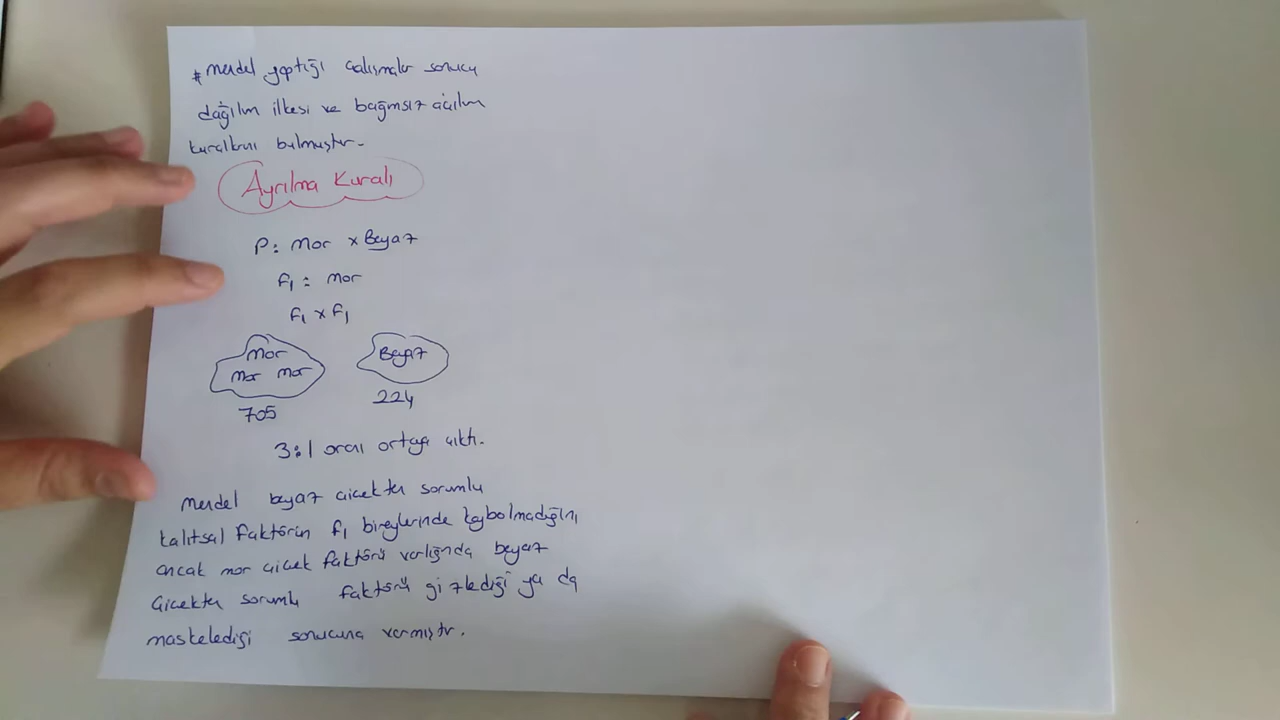 * Mendel yaptığı çalışmalar sonucu
dağılım ilkesi ve bağımsız açılım
kuralını bulmuştur.
Ayrılma Kuralı
P: Mor x Beyaz
F₁ : Mor
F₁ x F₁
Mor Beyaz
Mor Mor
705 224
3:1 oranı ortaya çıktı.
Mendel beyaz çiçekten sorumlu
kalıtsal faktörün F₁ bireylerinde kaybolmadığını,
ancak mor çiçek faktörü varlığında beyaz
çiçekten sorumlu faktörü gizlediği ya da
maskelediği sonucuna varmıştır.